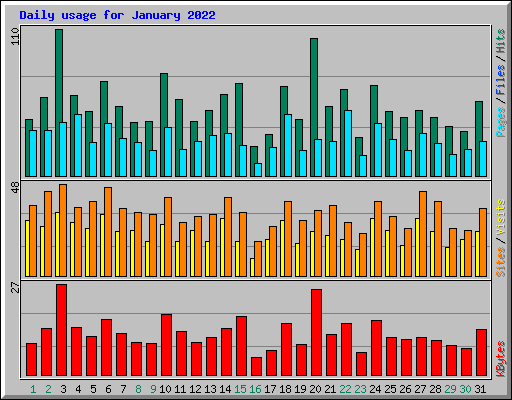 Daily usage for January 2022
110
Pages / Files / Hits
48
Sites / Visits
27
KBytes
1 2 3 4 5 6 7 8 9 10 11 12 13 14 15 16 17 18 19 20 21 22 23 24 25 26 27 28 29 30 31